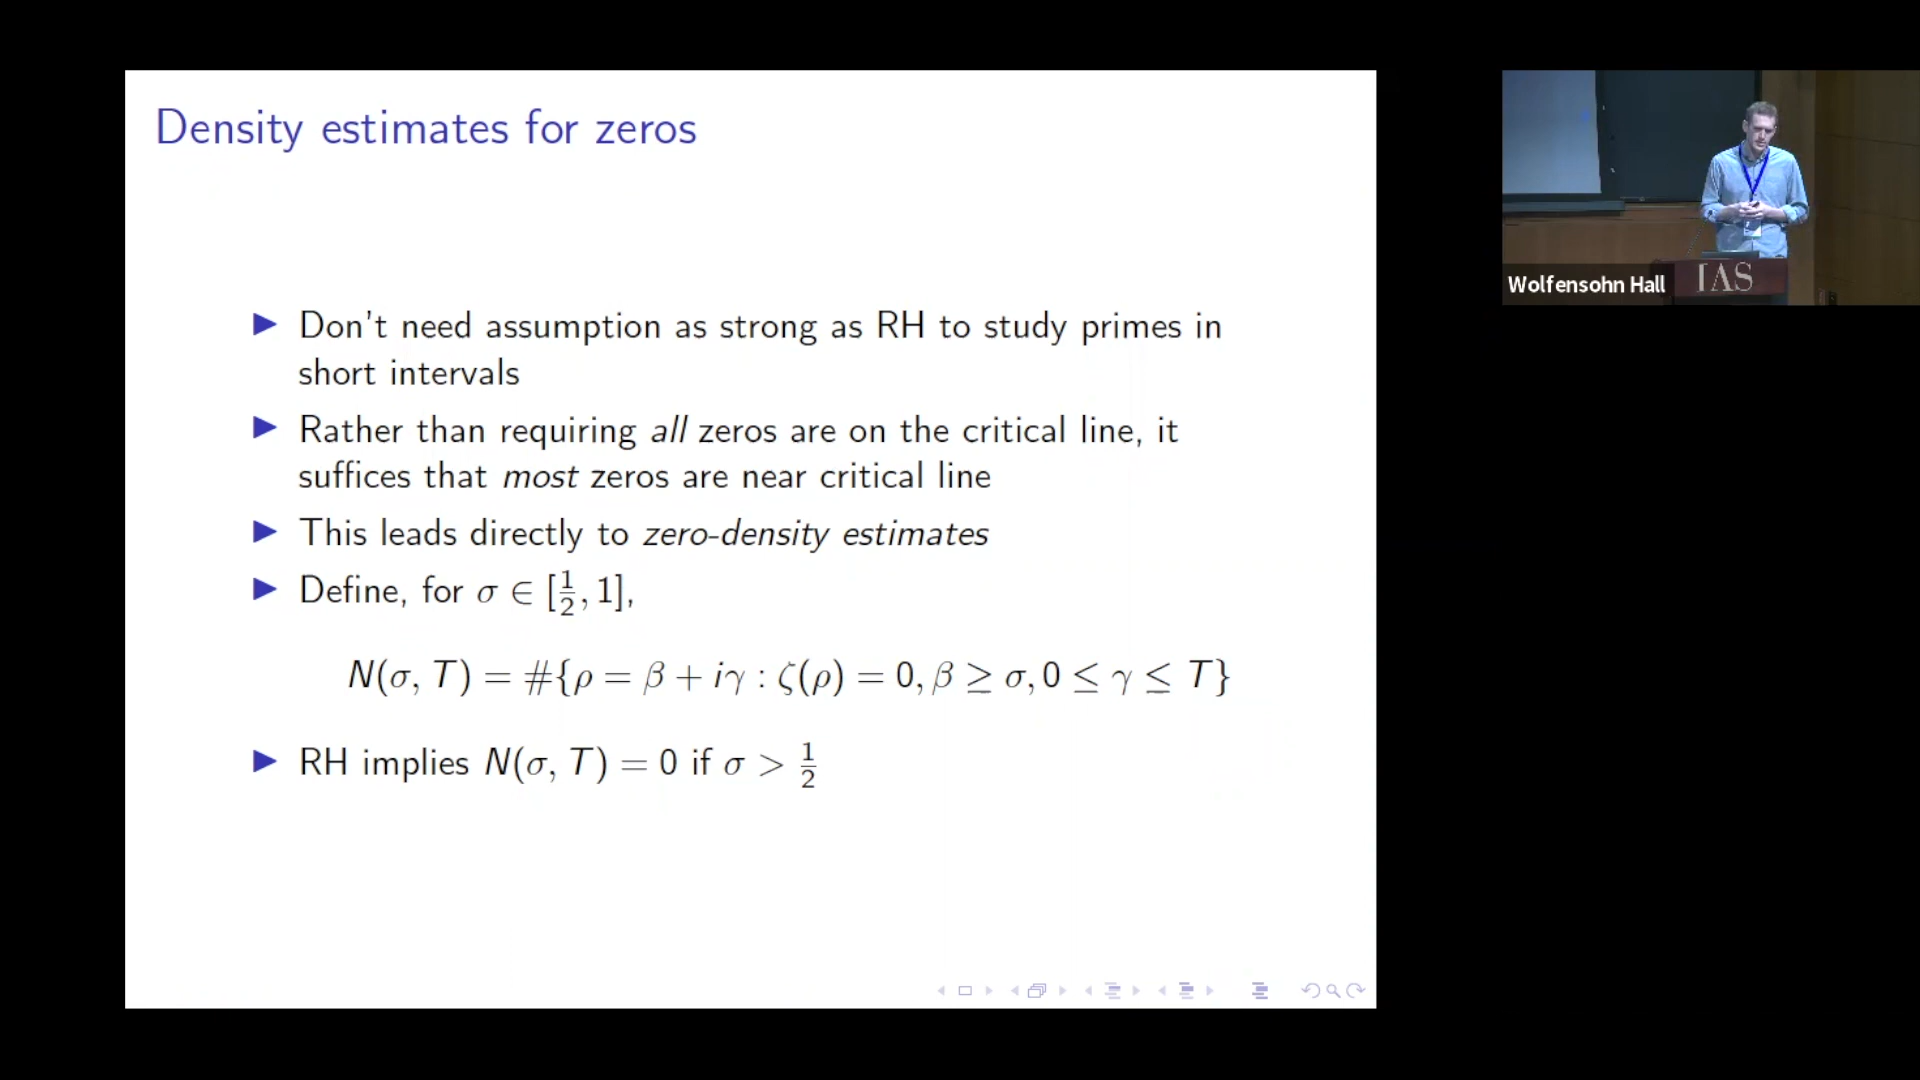 Density estimates for zeros
Don't need assumption as strong as RH to study primes in
short intervals
Rather than requiring all zeros are on the critical line, it
suffices that most zeros are near critical line
This leads directly to zero-density estimates
Define, for σ ∈ [1/2, 1],
N(σ, T) = #{ρ = β + iγ : ζ(ρ) = 0, β ≥ σ, 0 ≤ γ ≤ T}
RH implies N(σ, T) = 0 if σ > 1/2
Wolfensohn Hall
IAS